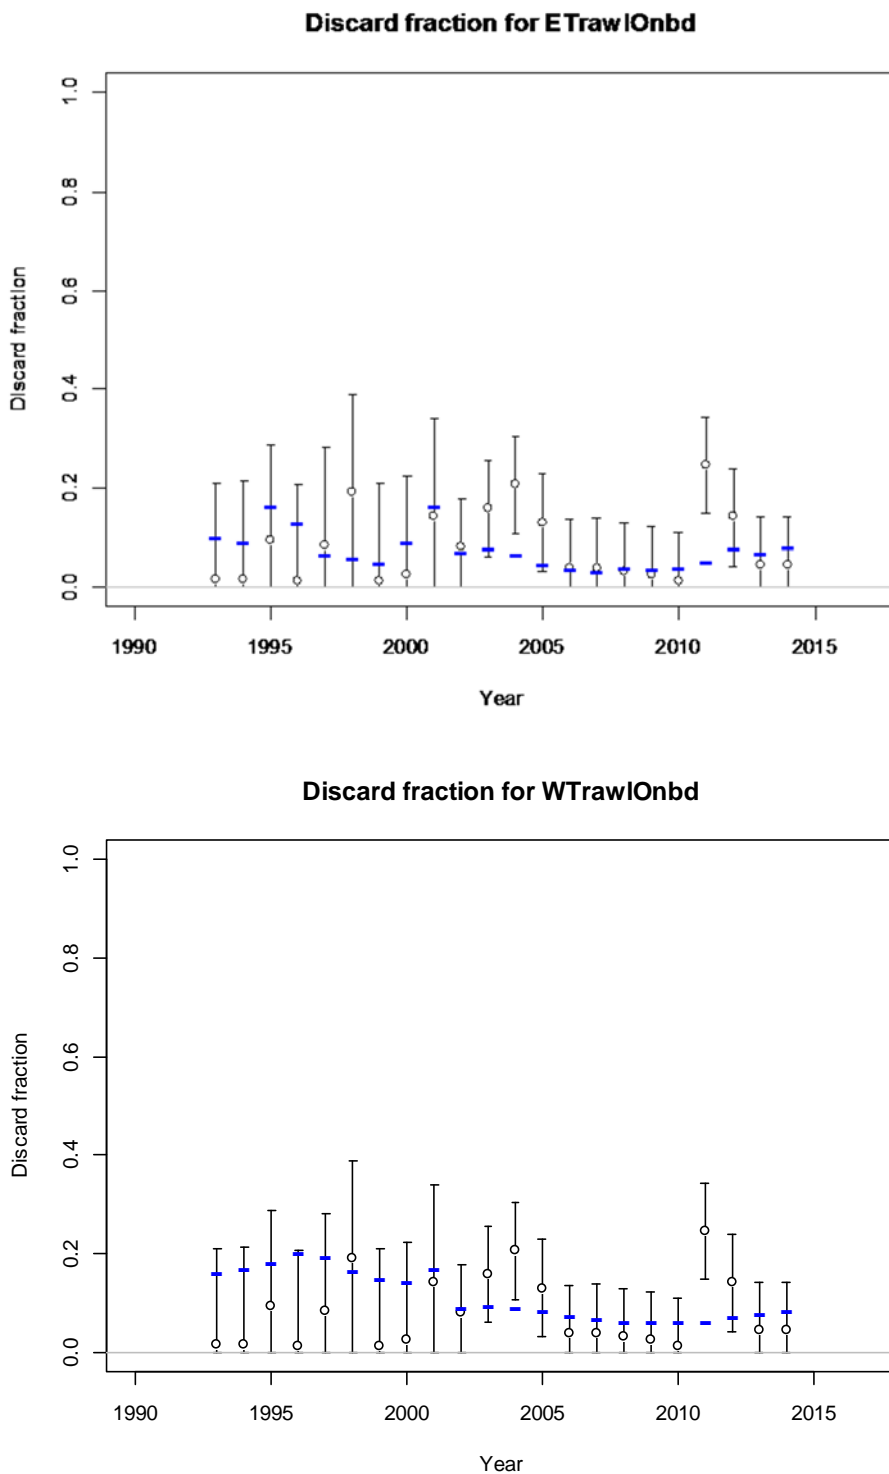 Discard fraction for ETrawlOnbd
1.0
0.8
0.6
0.4
0.2
0.0
Discard fraction
1990 1995 2000 2005 2010 2015
Year
Discard fraction for WTrawlOnbd
1.0
0.8
0.6
0.4
0.2
0.0
Discard fraction
1990 1995 2000 2005 2010 2015
Year